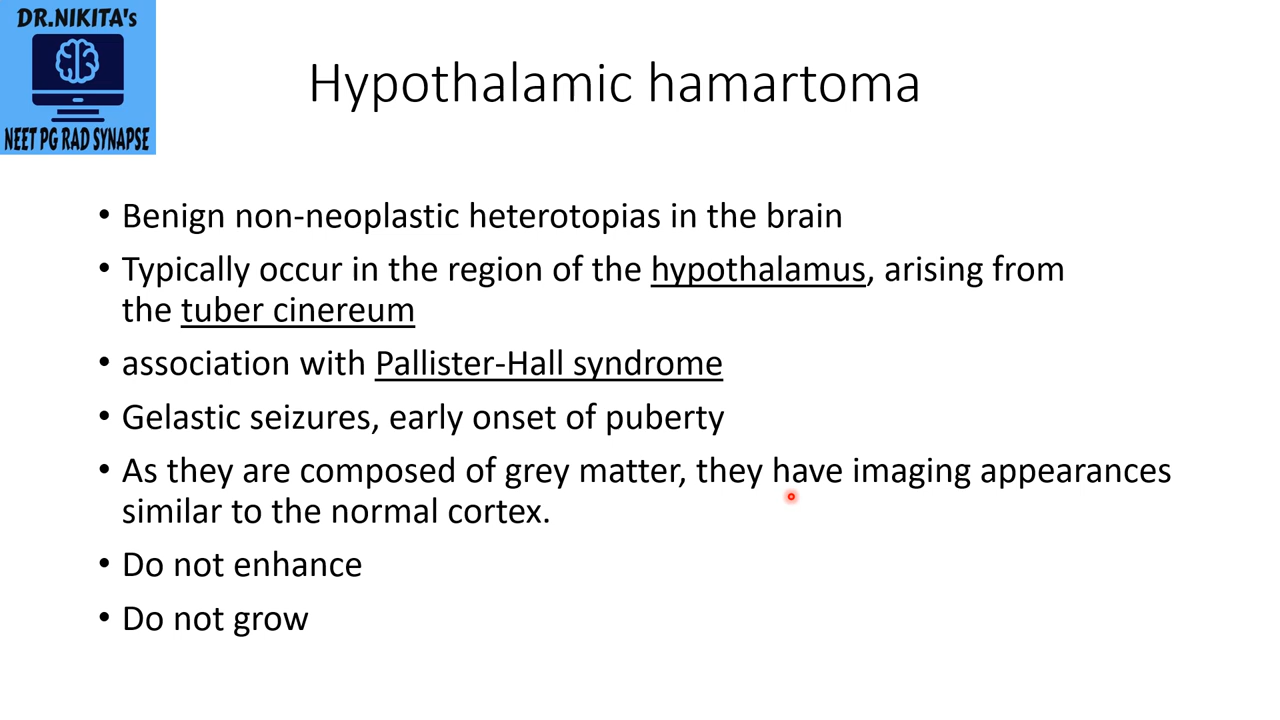 DR.NIKITA's
NEET PG RAD SYNAPSE
Hypothalamic hamartoma
• Benign non-neoplastic heterotopias in the brain
• Typically occur in the region of the hypothalamus, arising from
the tuber cinereum
• association with Pallister-Hall syndrome
• Gelastic seizures, early onset of puberty
• As they are composed of grey matter, they have imaging appearances
similar to the normal cortex.
• Do not enhance
• Do not grow